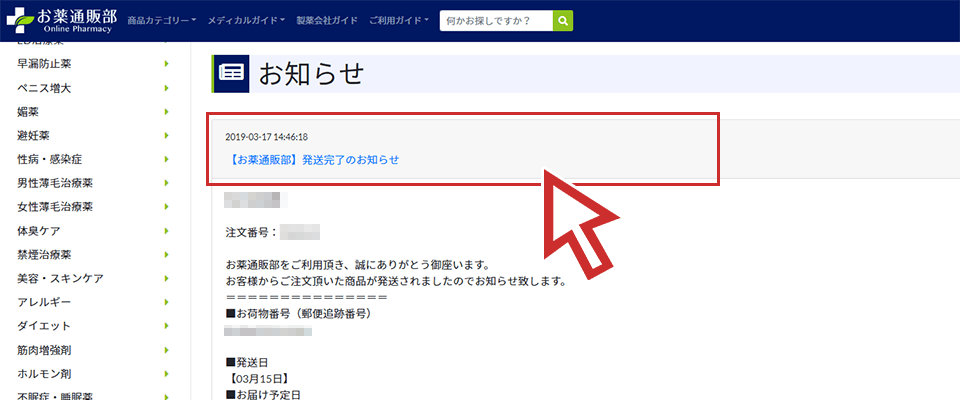 お薬通販部
Online Pharmacy
商品カテゴリー
メディカルガイド
製薬会社ガイド
ご利用ガイド
何かお探しですか？
ED治療薬
早漏防止薬
ペニス増大
媚薬
避妊薬
性病・感染症
男性薄毛治療薬
女性薄毛治療薬
体臭ケア
禁煙治療薬
美容・スキンケア
アレルギー
ダイエット
筋肉増強剤
ホルモン剤
不眠症・睡眠薬
お知らせ
2019-03-17 14:46:18
【お薬通販部】発送完了のお知らせ
注文番号：
お薬通販部をご利用頂き、誠にありがとう御座います。
お客様からご注文頂いた商品が発送されましたのでお知らせ致します。
＝＝＝＝＝＝＝＝＝＝＝＝＝＝＝
■お荷物番号（郵便追跡番号）
■発送日
【03月15日】
■お届け予定日